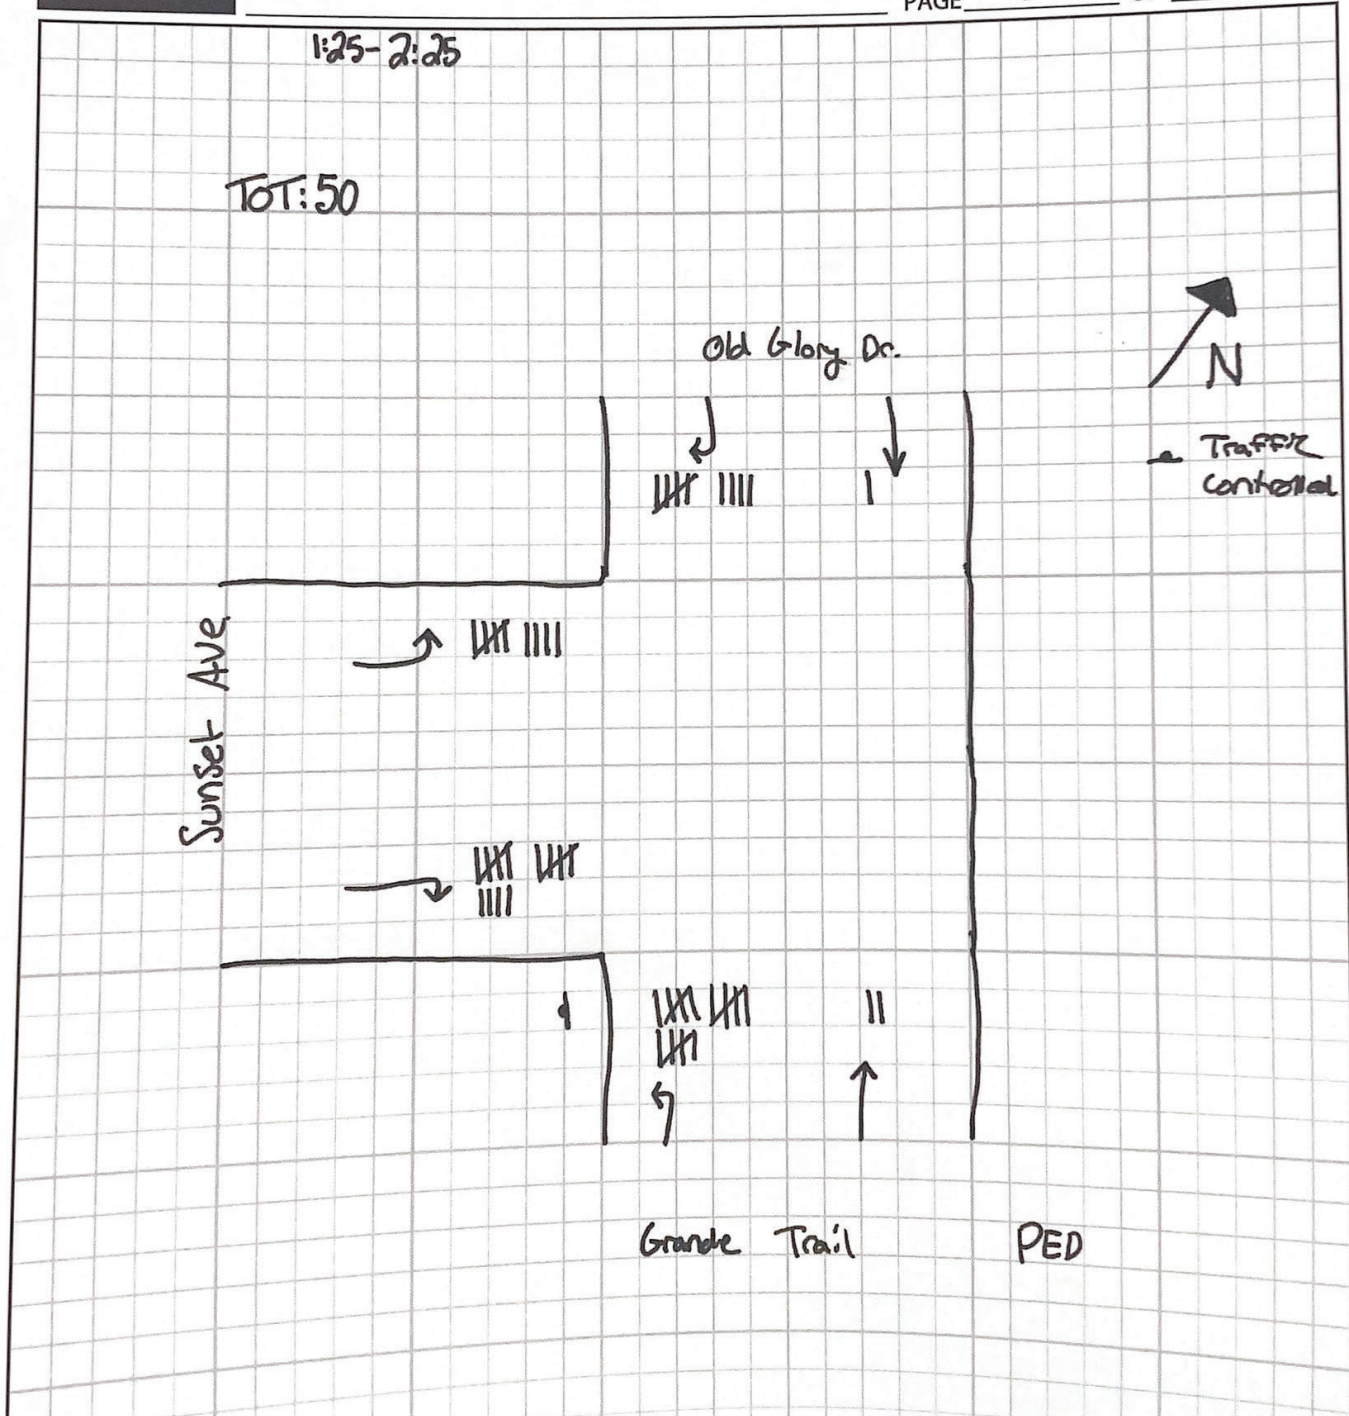 PAGE
1:25-2:25
TOT: 50
Old Glory Dr.
N
Traffic
Controlled
Sunset Ave.
Grande Trail
PED